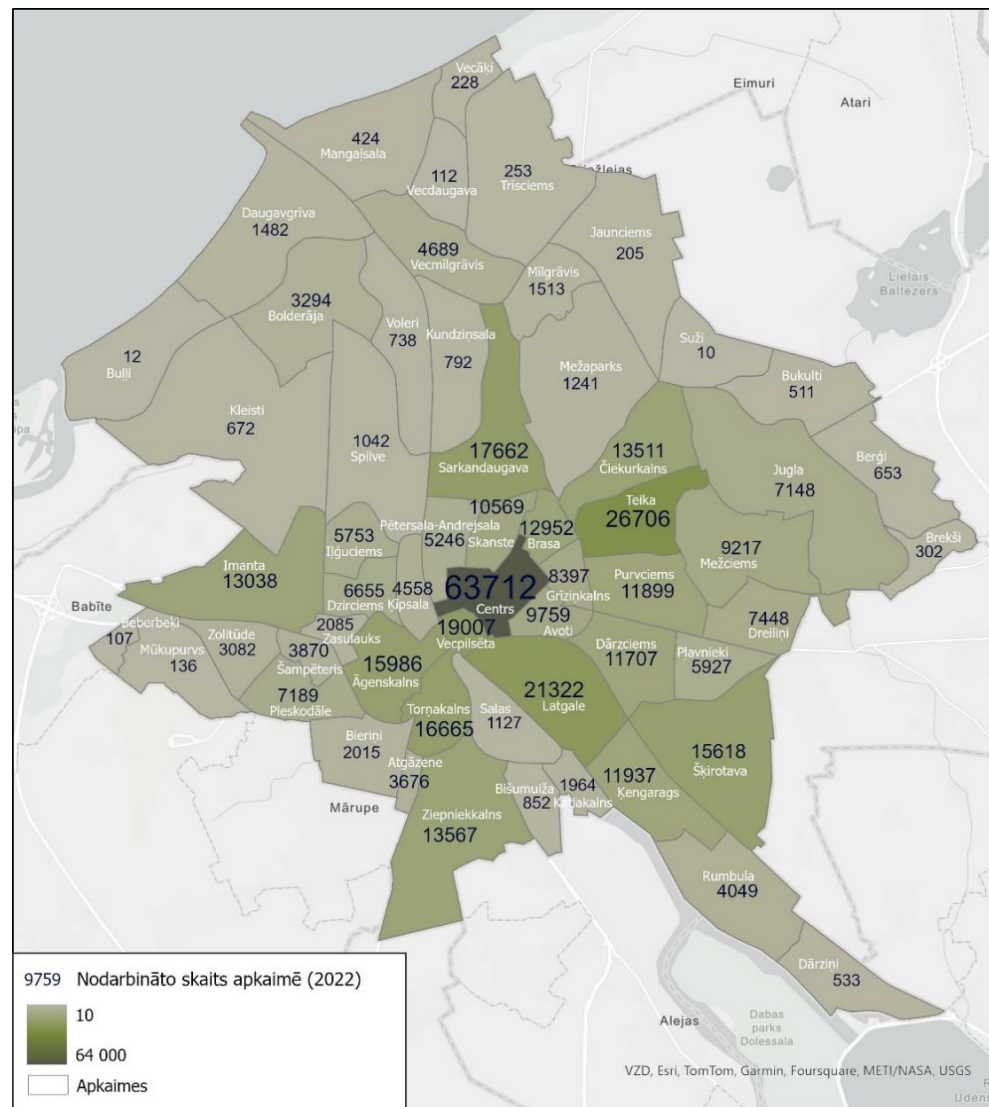 Vecāki
228
Eimuri
Atari
424
Mangaļsala
112
Vecdaugava
253
Trīsciems
Daugavgrīva
1482
Jaunciems
205
4689
Vecmīlgrāvis
Mīlgrāvis
1513
Lielais
Baltezers
3294
Bolderāja
Voleri
738
Kundziņsala
792
Suži
10
12
Buļļi
Mežaparks
1241
Bukulti
511
Kleisti
672
1042
Spilve
17662
Sarkandaugava
13511
Čiekurkalns
Jugla
7148
Berģi
653
Teika
26706
10569
Pētersala-Andrejsala
Skanste
5246
12952
Brasa
5753
Iļģuciems
Brekši
302
9217
Mežciems
Imanta
13038
63712
Centrs
8397
Grīziņkalns
Purvciems
11899
6655
Dzirciems
4558
Ķīpsala
Babīte
Beberbeķi
107
Mūkupurvs
136
Zolitūde
3082
2085
Zasulauks
19007
Vecpilsēta
9759
Avoti
7448
Dreiliņi
3870
Šampēteris
15986
Āgenskalns
Dārzciems
11707
Pļavnieki
5927
7189
Pleskodāle
21322
Latgale
Torņakalns
16665
Salas
1127
Bieriņi
2015
Atgāzene
3676
15618
Šķirotava
Mārupe
Bišumuiža
852
1964
Katlakalns
11937
Ķengarags
Ziepniekkalns
13567
Rumbula
4049
Dārziņi
533
9759 Nodarbināto skaits apkaimē (2022)
10
64 000
Apkaimes
Alejas
Dabas
parks
Dolessala
VZD, Esri, TomTom, Garmin, Foursquare, METI/NASA, USGS